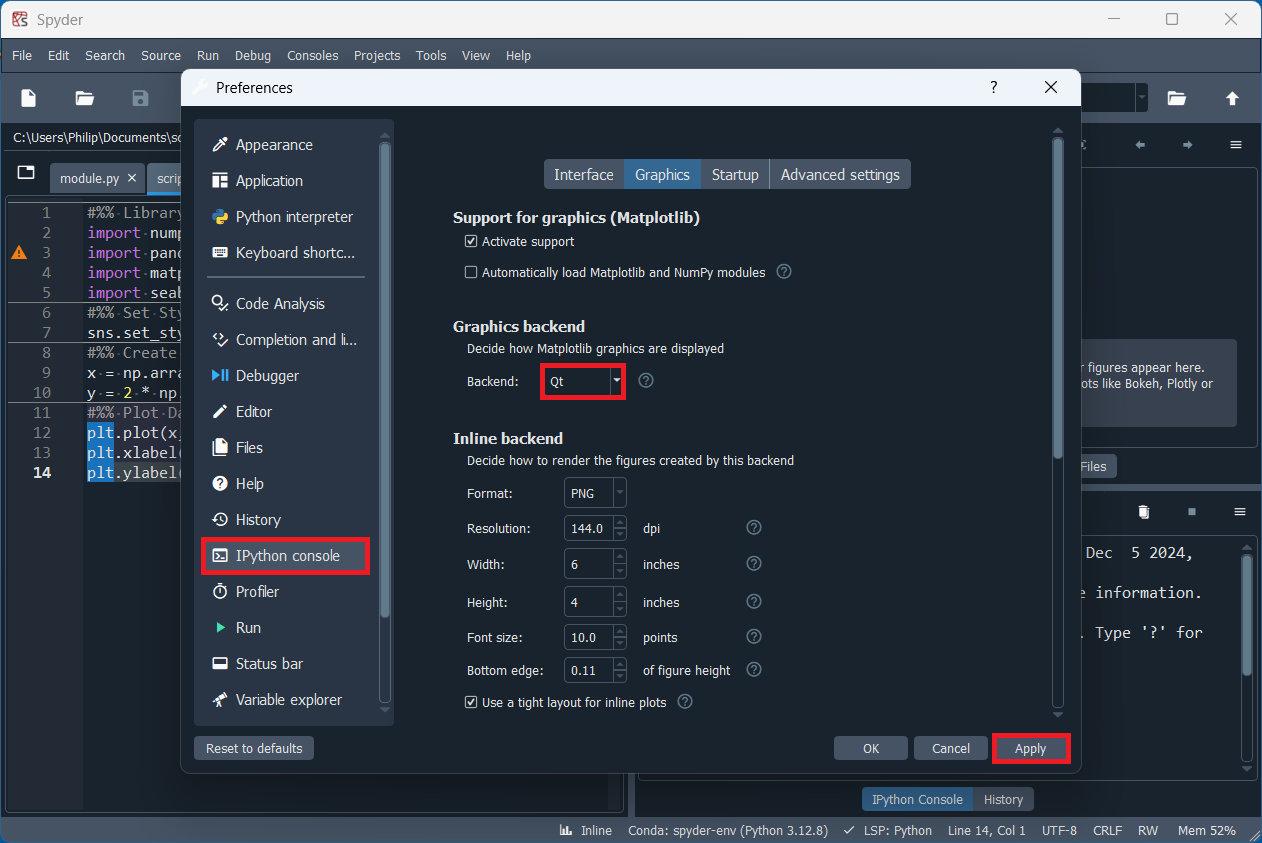 Spyder
File Edit Search Source Run Debug Consoles Projects Tools View Help
Preferences
?
C:\Users\Philip\Documents\sc
module.py
scrip
1 #%% Library
2 import nump
3 import pand
4 import matp
5 import seab
6 #%% Set Sty
7 sns.set_sty
8 #%% Create
9 x = np.arra
10 y = 2 * np.
11 #%% Plot Da
12 plt.plot(x,
13 plt.xlabel(
14 plt.ylabel(
Appearance
Application
Python interpreter
Keyboard shortc...
Code Analysis
Completion and li...
Debugger
Editor
Files
Help
History
IPython console
Profiler
Run
Status bar
Variable explorer
Interface Graphics Startup Advanced settings
Support for graphics (Matplotlib)
Activate support
Automatically load Matplotlib and NumPy modules
Graphics backend
Decide how Matplotlib graphics are displayed
Backend: Qt
Inline backend
Decide how to render the figures created by this backend
Format: PNG
Resolution: 144.0 dpi
Width: 6 inches
Height: 4 inches
Font size: 10.0 points
Bottom edge: 0.11 of figure height
Use a tight layout for inline plots
Reset to defaults
OK Cancel Apply
figures appear here.
ots like Bokeh, Plotly or
Files
Dec 5 2024,
e information.
. Type '?' for
IPython Console History
Inline Conda: spyder-env (Python 3.12.8) LSP: Python Line 14, Col 1 UTF-8 CRLF RW Mem 52%